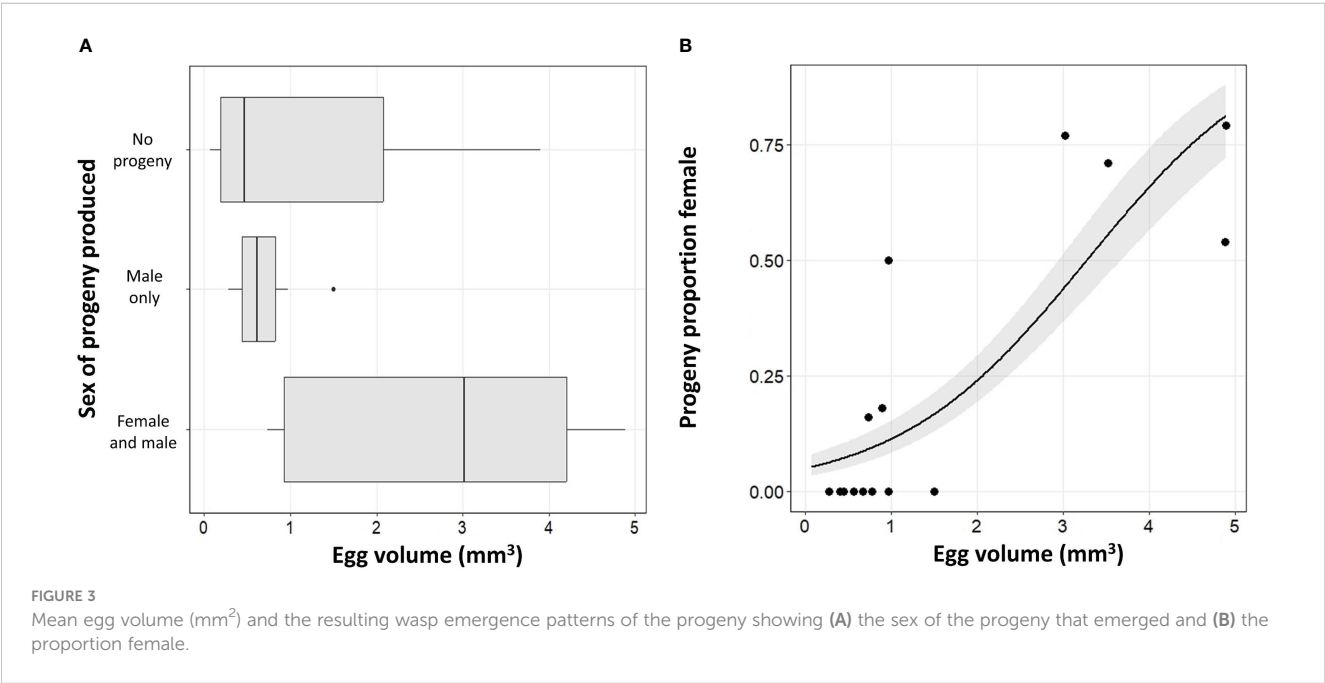 A
Sex of progeny produced
No
progeny
Male
only
Female
and male
0 1 2 3 4 5
Egg volume (mm³)
B
Progeny proportion female
0.75
0.50
0.25
0.00
0 1 2 3 4 5
Egg volume (mm³)
FIGURE 3
Mean egg volume (mm²) and the resulting wasp emergence patterns of the progeny showing (A) the sex of the progeny that emerged and (B) the
proportion female.